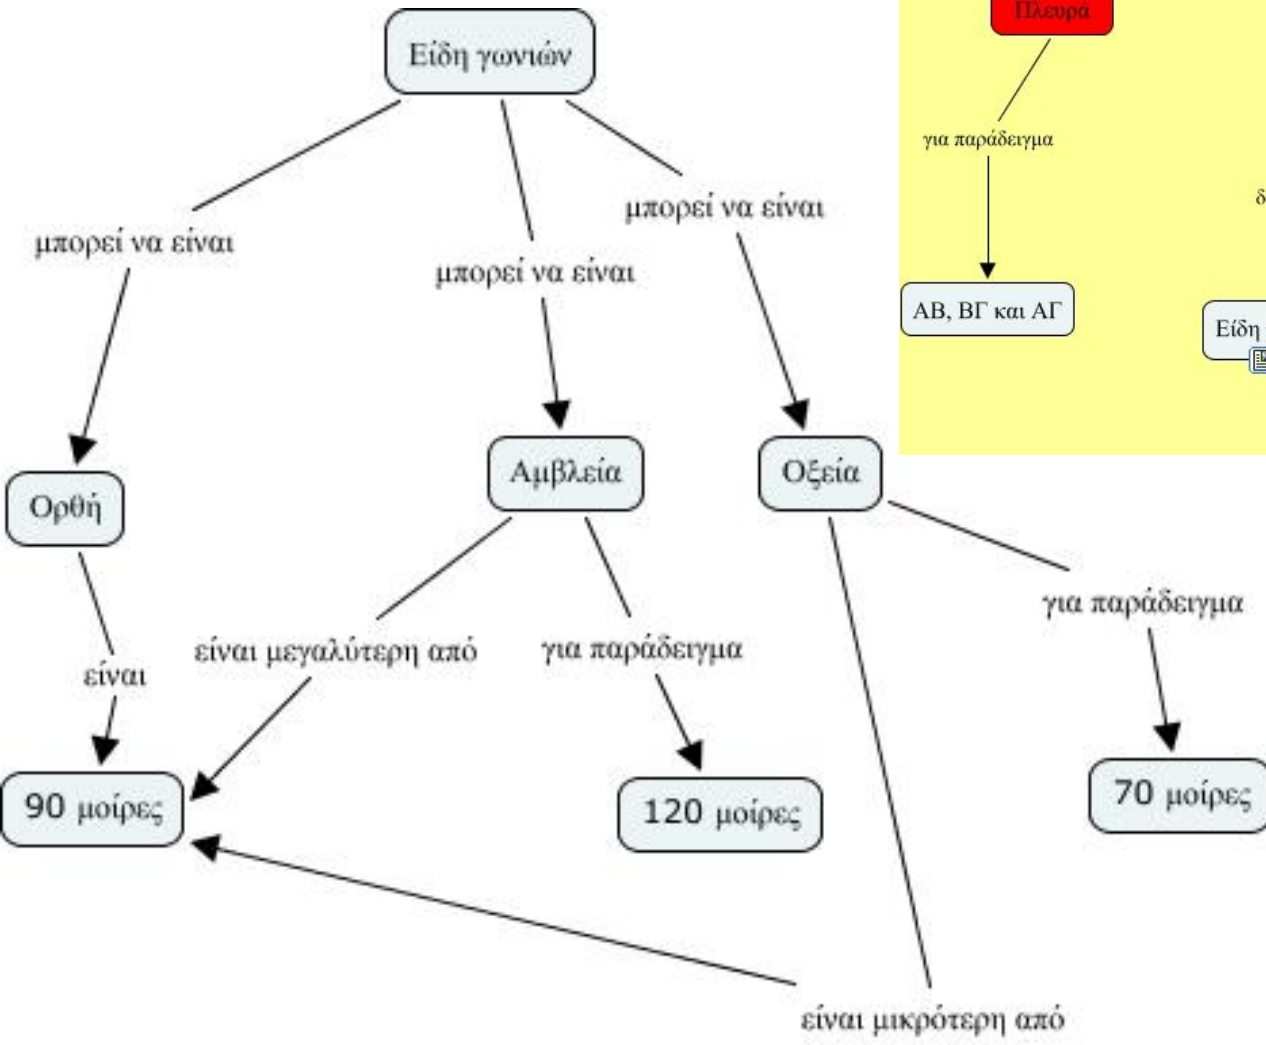 Είδη γωνιών
μπορεί να είναι
μπορεί να είναι
μπορεί να είναι
Ορθή
Αμβλεία
Οξεία
είναι
είναι μεγαλύτερη από
για παράδειγμα
για παράδειγμα
90 μοίρες
120 μοίρες
70 μοίρες
είναι μικρότερη από
Πλευρά
για παράδειγμα
ΑΒ, ΒΓ και ΑΓ
Είδη